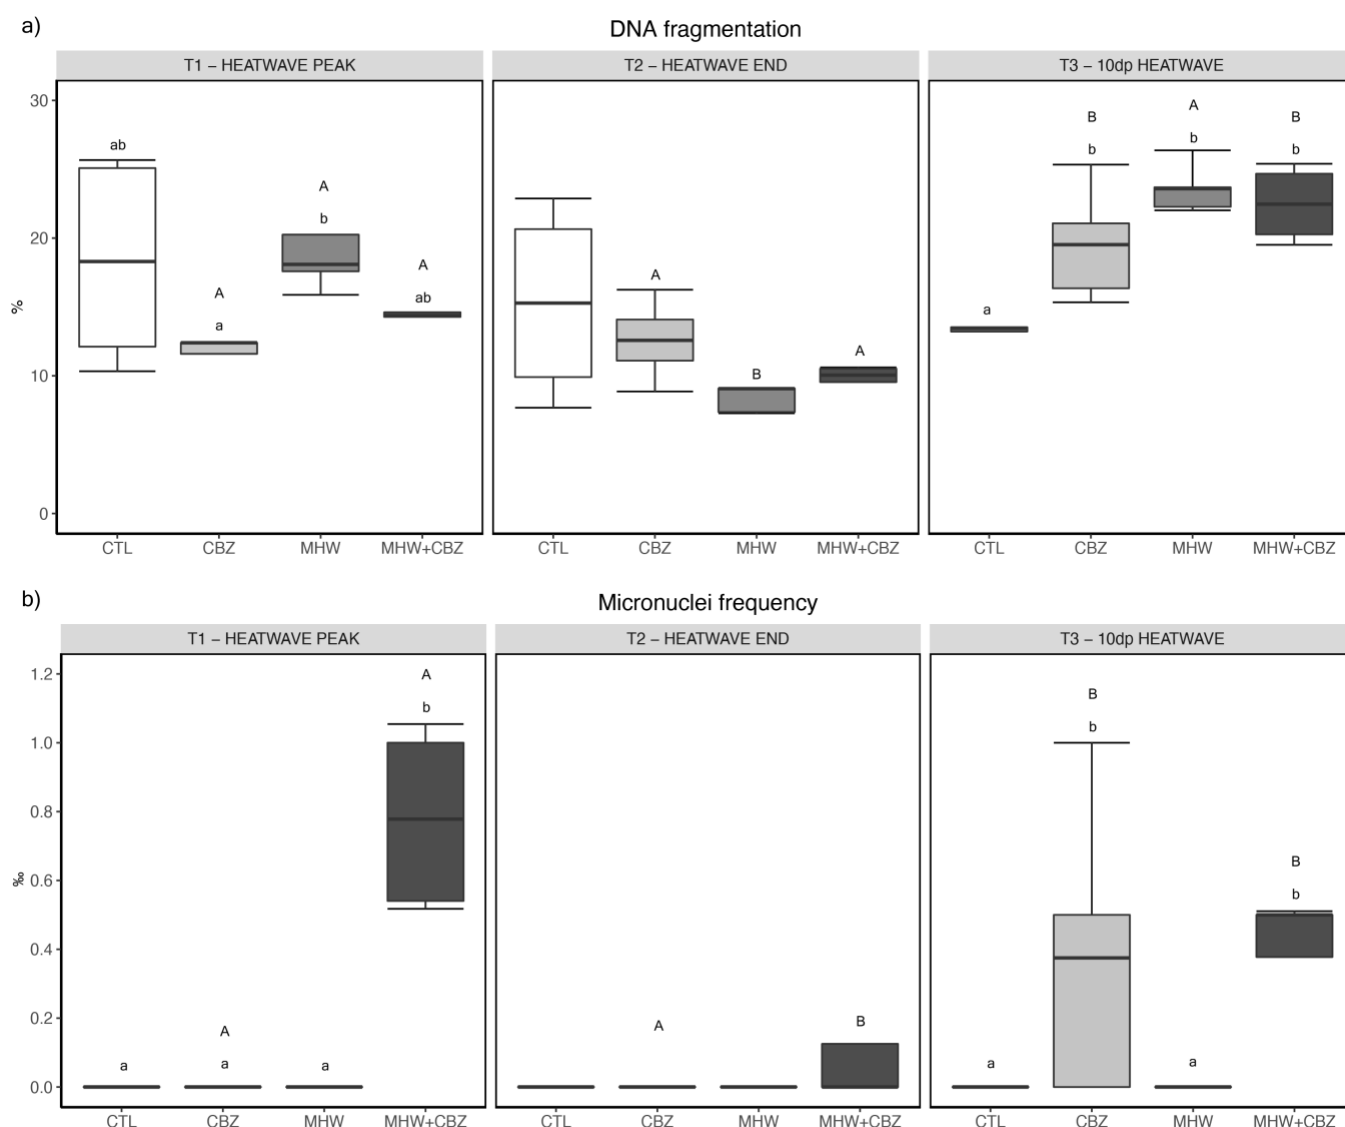 a)
DNA fragmentation
T1 – HEATWAVE PEAK
T2 – HEATWAVE END
T3 – 10dp HEATWAVE
%
30
20
10
0
ab
A
a
A
b
A
ab
A
B
A
a
B
b
A
b
B
b
CTL CBZ MHW MHW+CBZ
CTL CBZ MHW MHW+CBZ
CTL CBZ MHW MHW+CBZ
b)
Micronuclei frequency
T1 – HEATWAVE PEAK
T2 – HEATWAVE END
T3 – 10dp HEATWAVE
‰
1.2
1.0
0.8
0.6
0.4
0.2
0.0
a
A
a
a
A
b
A
B
a
B
b
a
B
b
CTL CBZ MHW MHW+CBZ
CTL CBZ MHW MHW+CBZ
CTL CBZ MHW MHW+CBZ